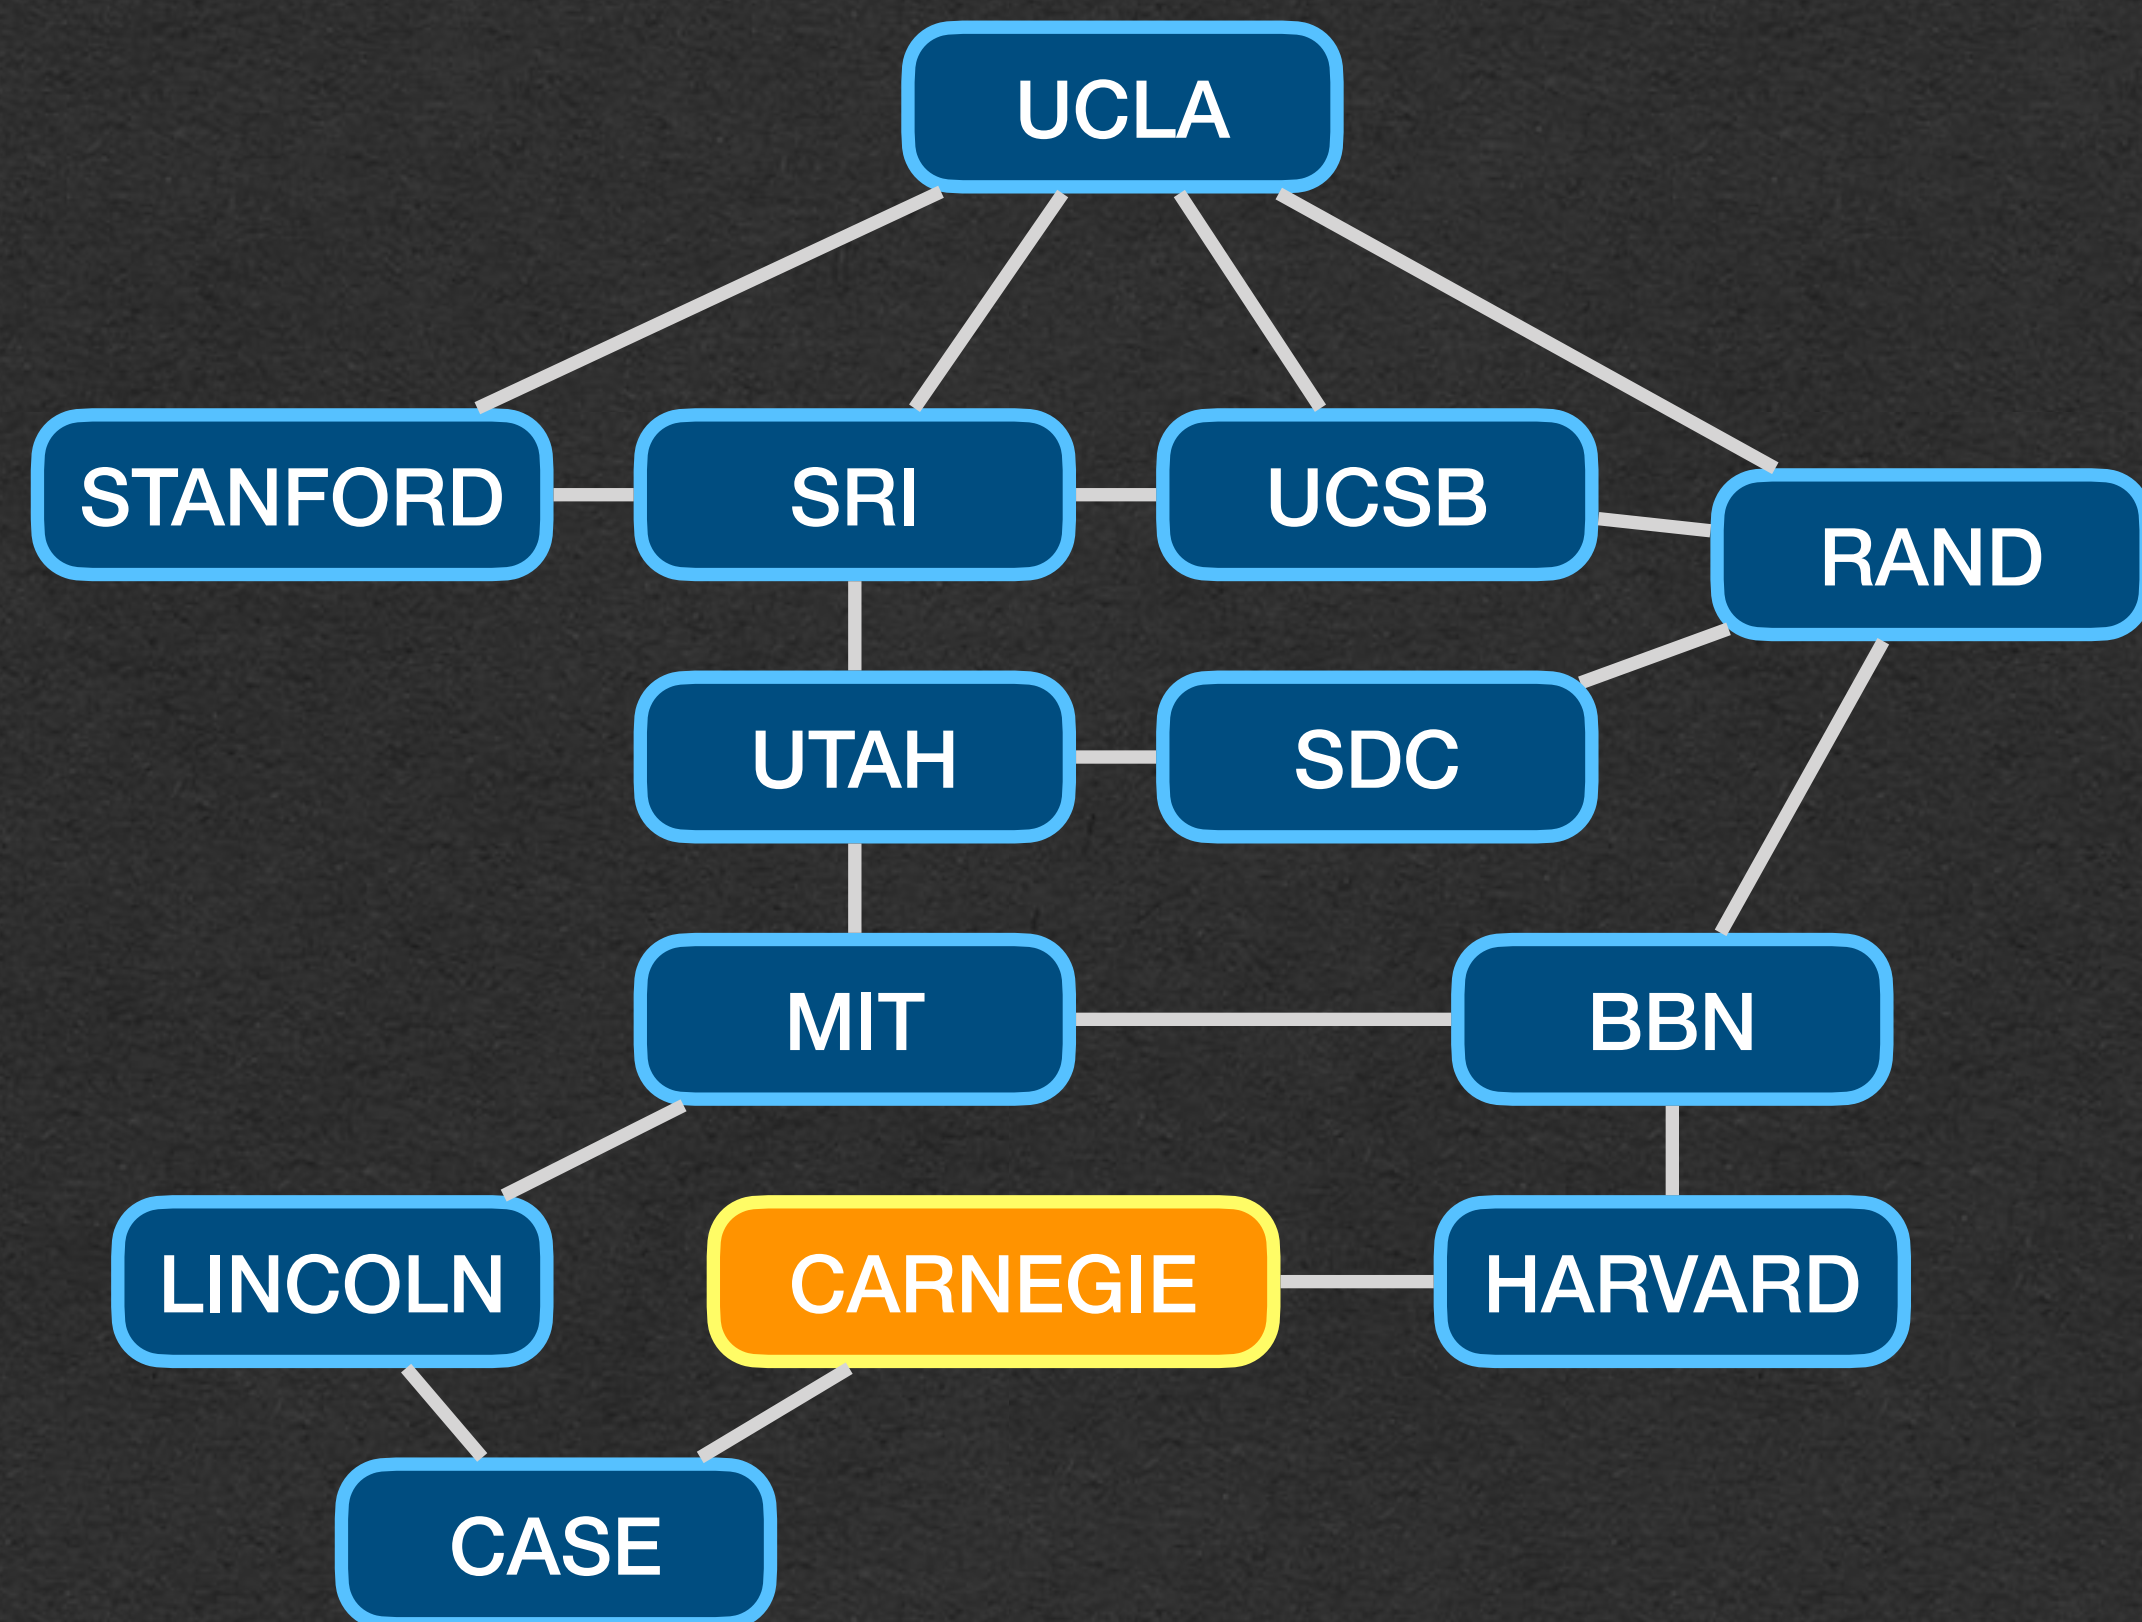 UCLA
STANFORD
SRI
UCSB
RAND
UTAH
SDC
MIT
BBN
LINCOLN
CARNEGIE
HARVARD
CASE